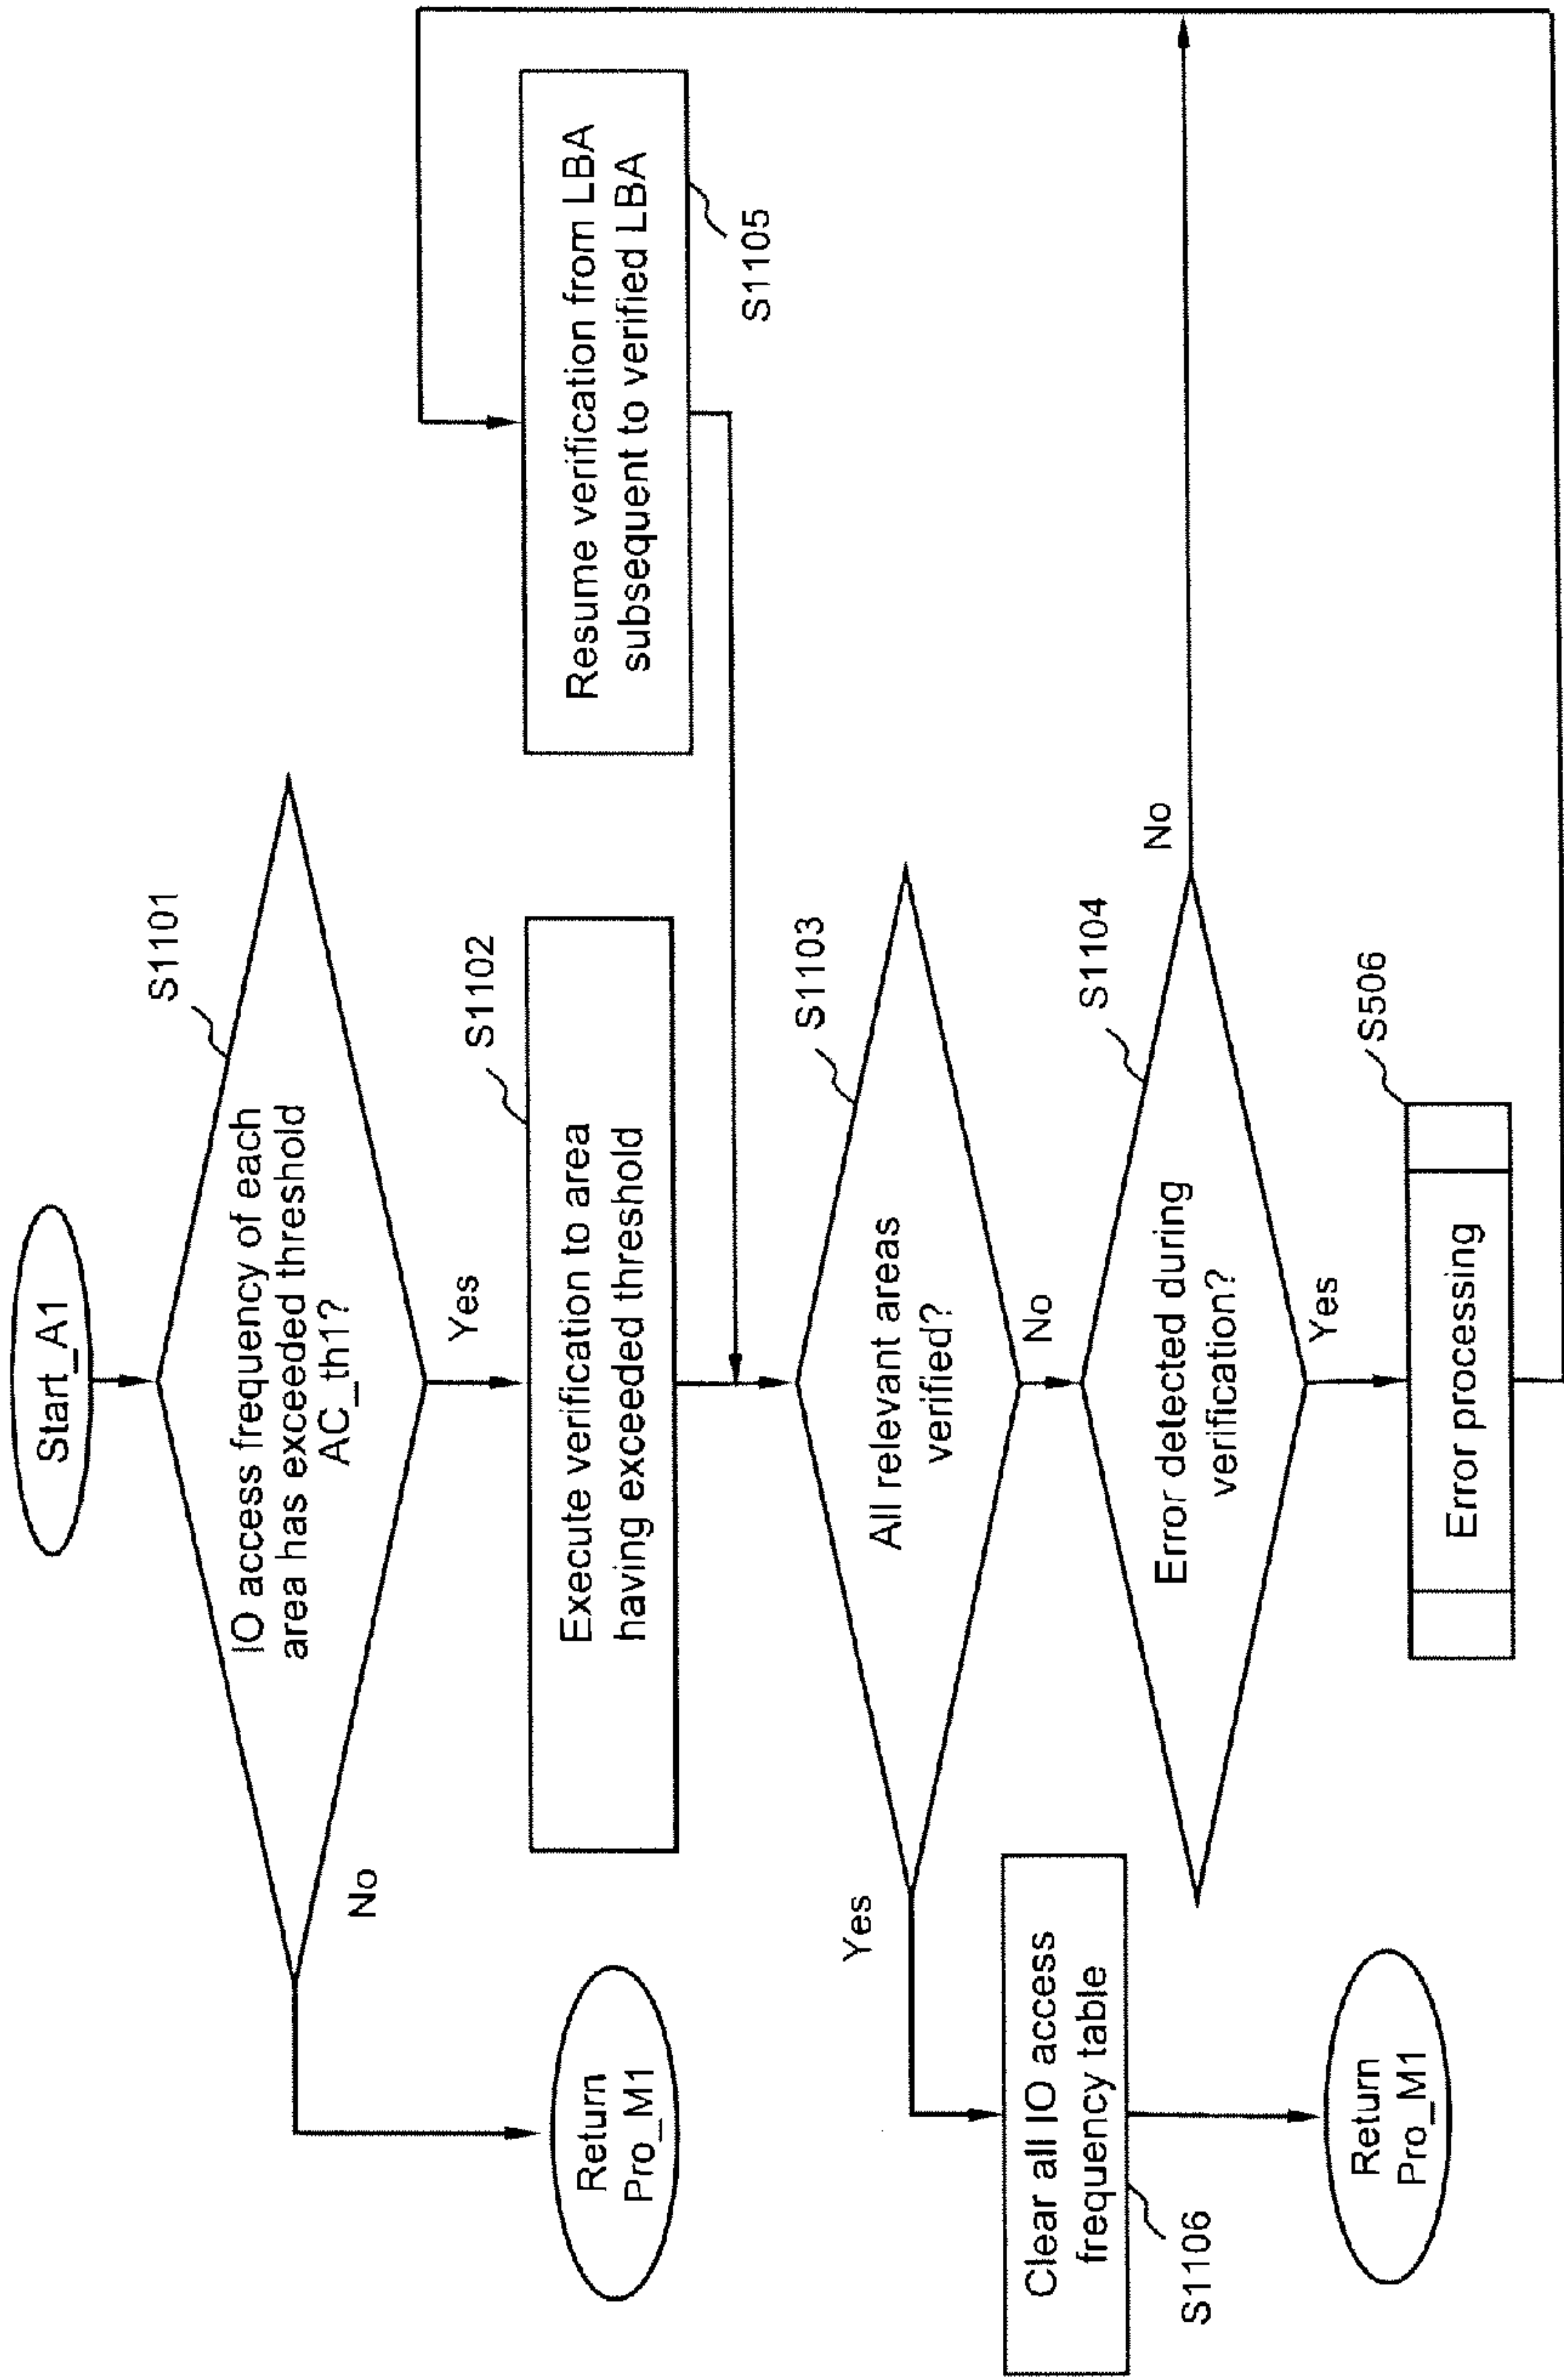 Start_A1
S1101
IO access frequency of each
area has exceeded threshold
AC_th1?
No
Yes
Return
Pro_M1
S1102
Execute verification to area
having exceeded threshold
Resume verification from LBA
subsequent to verified LBA
S1105
S1103
All relevant areas
verified?
Yes
No
Clear all IO access
frequency table
S1106
Return
Pro_M1
S1104
Error detected during
verification?
No
Yes
S506
Error processing